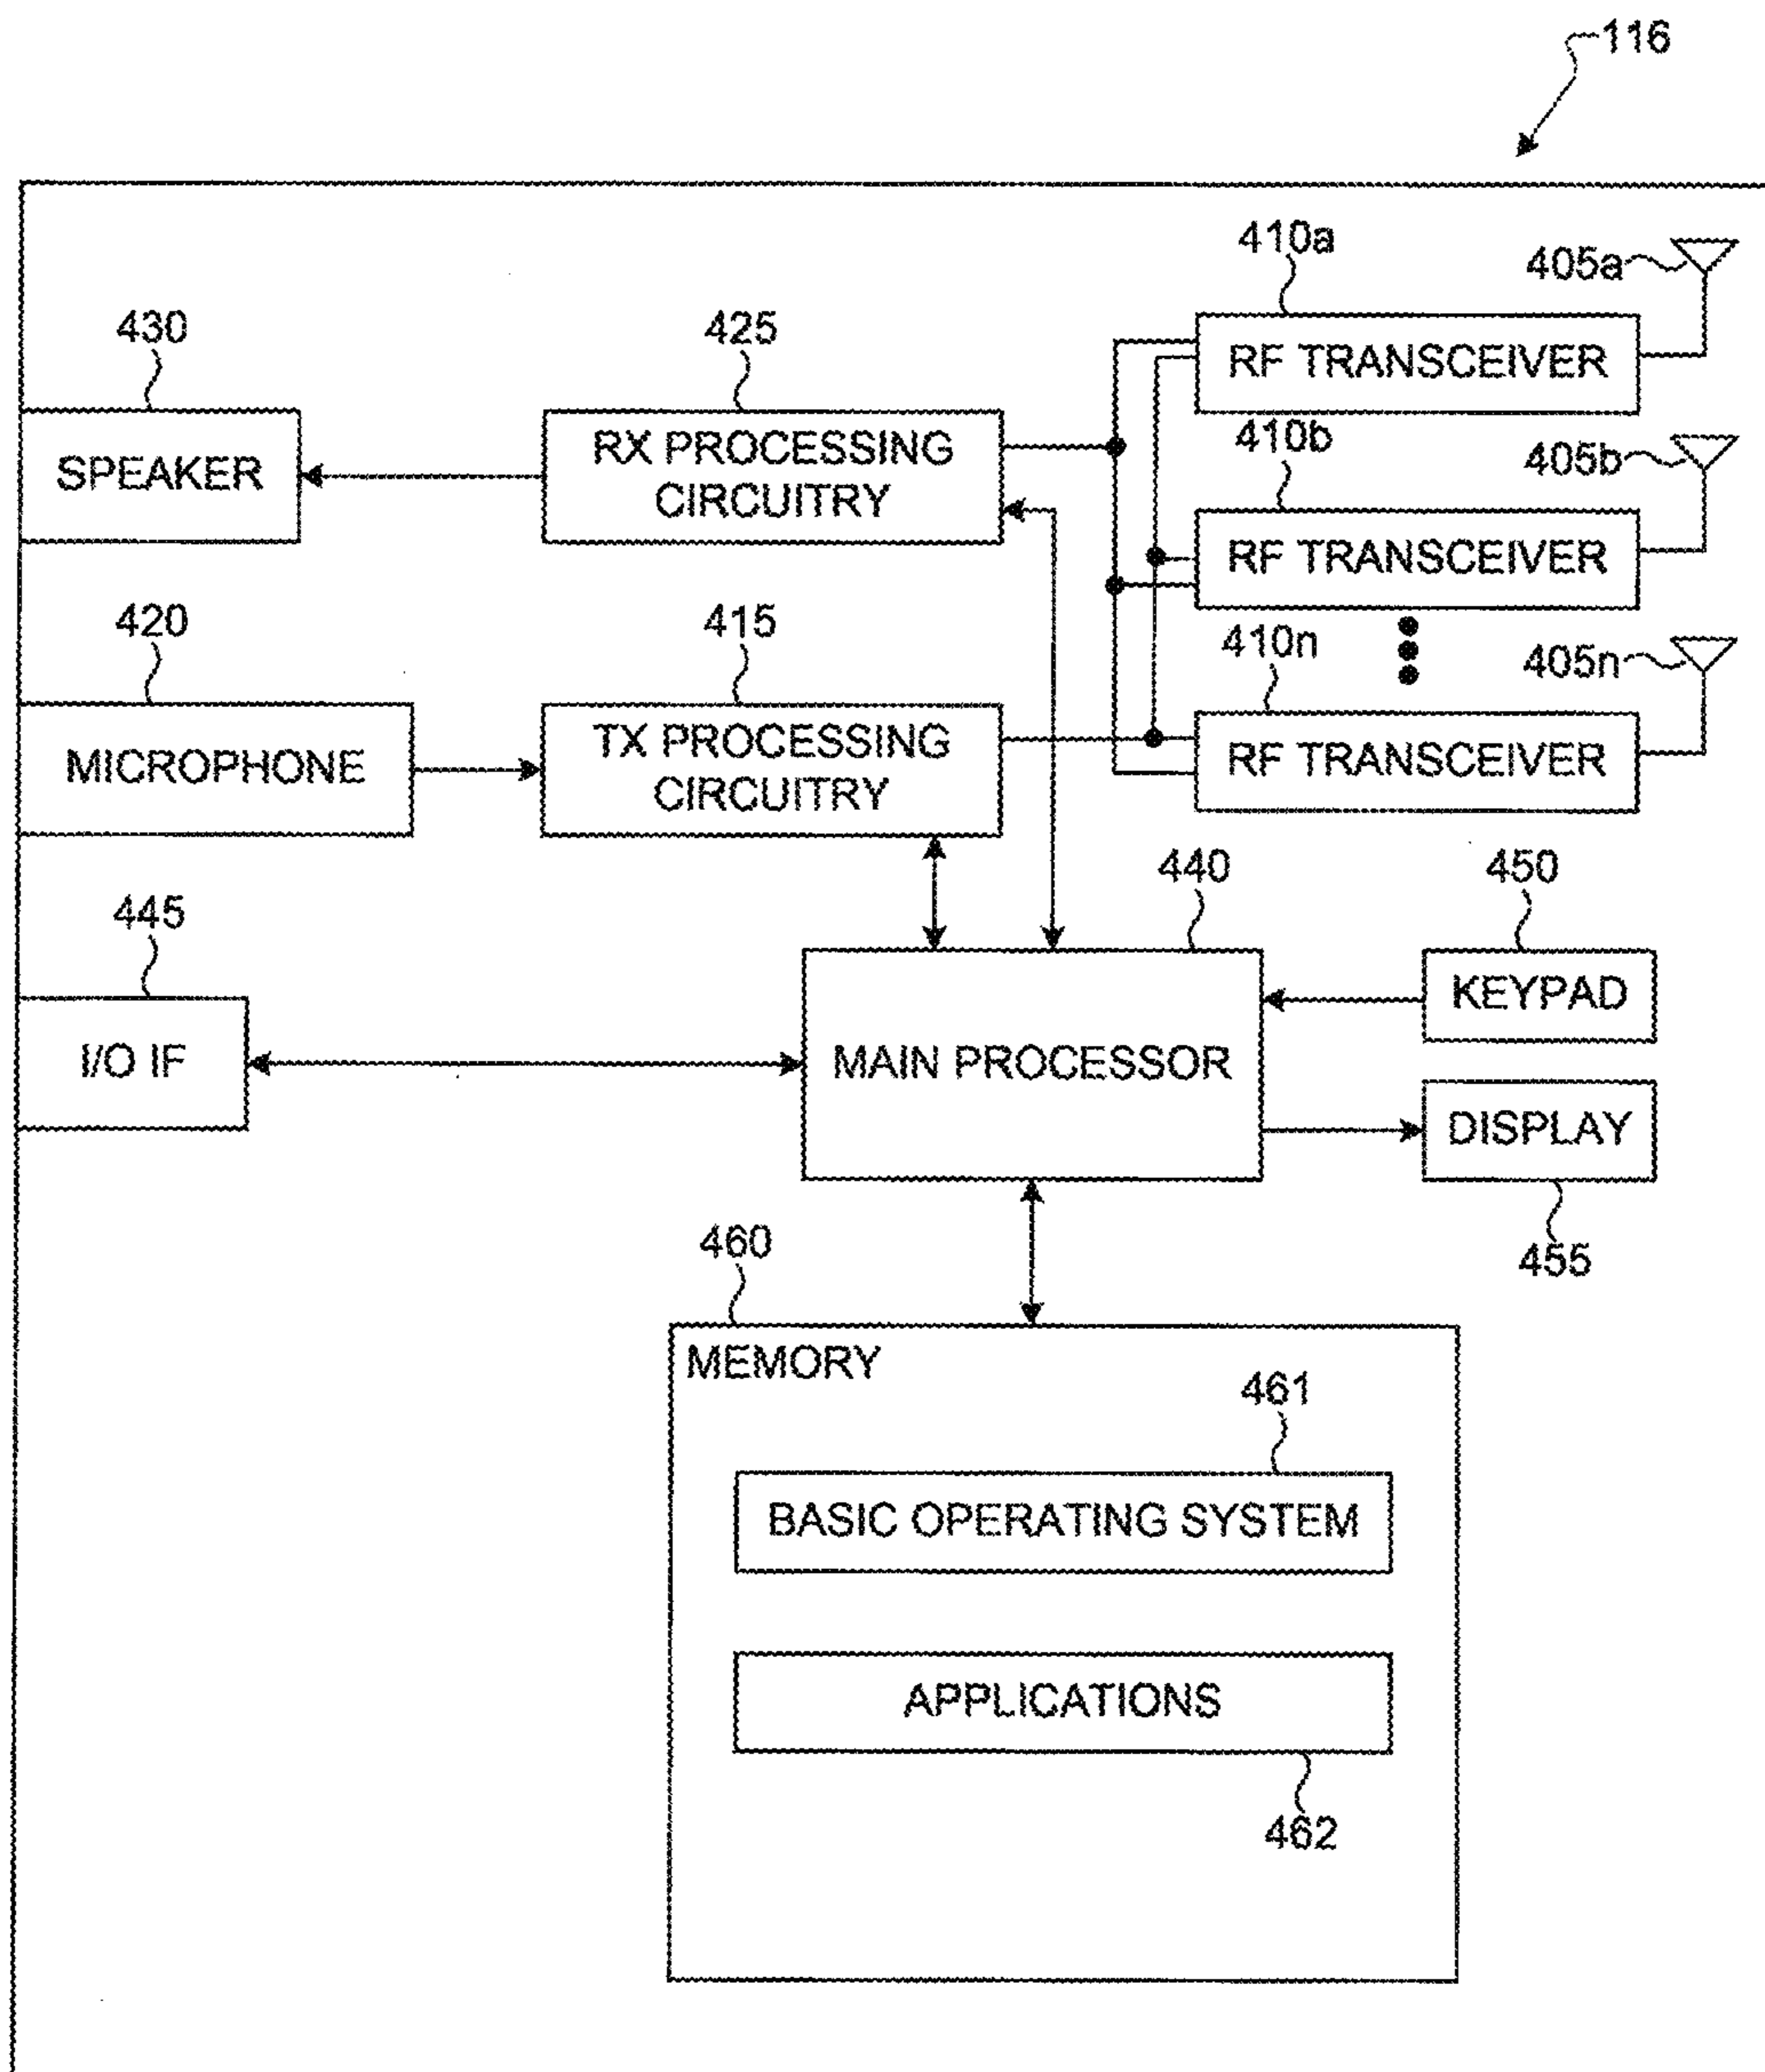 116
410a
405a
430
425
RF TRANSCEIVER
410b
405b
SPEAKER
RX PROCESSING
CIRCUITRY
RF TRANSCEIVER
420
415
410n
405n
MICROPHONE
TX PROCESSING
CIRCUITRY
RF TRANSCEIVER
445
440
450
KEYPAD
I/O IF
MAIN PROCESSOR
DISPLAY
455
460
MEMORY
461
BASIC OPERATING SYSTEM
APPLICATIONS
462